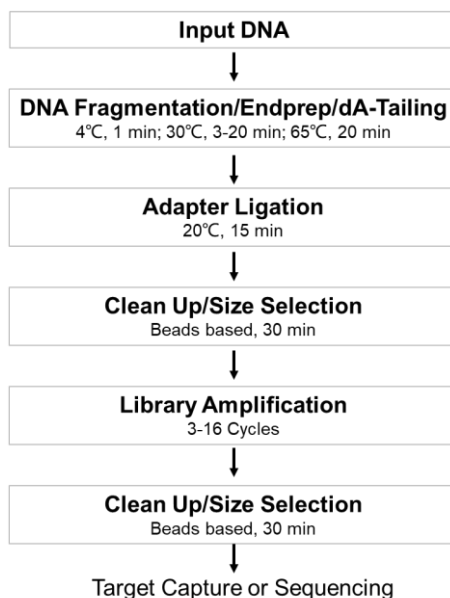 Input DNA
DNA Fragmentation/Endprep/dA-Tailing
4℃, 1 min; 30℃, 3-20 min; 65℃, 20 min
Adapter Ligation
20℃, 15 min
Clean Up/Size Selection
Beads based, 30 min
Library Amplification
3-16 Cycles
Clean Up/Size Selection
Beads based, 30 min
Target Capture or Sequencing